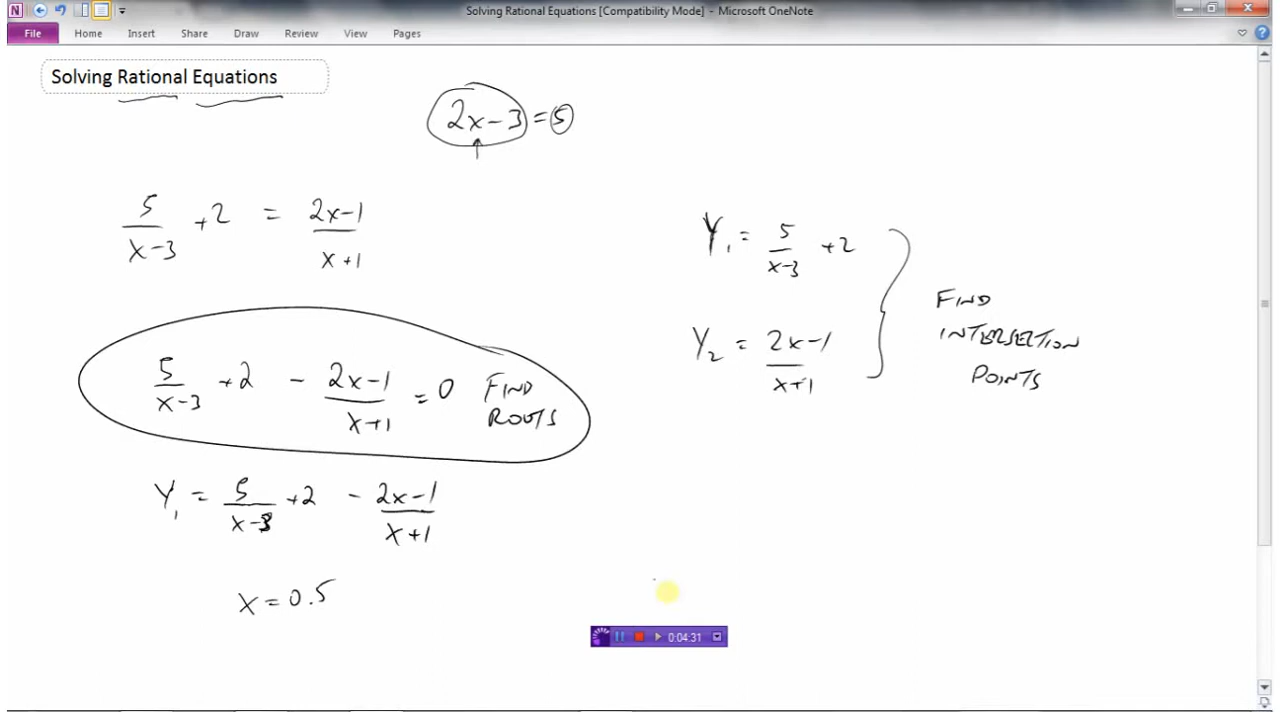 Solving Rational Equations [Compatibility Mode] - Microsoft OneNote
File Home Insert Share Draw Review View Pages
Solving Rational Equations
2x-3 = 5
5/(x-3) +2 = (2x-1)/(x+1)
5/(x-3) +2 - (2x-1)/(x+1) = 0 FIND
ROOTS
Y₁ = 5/(x-3) +2 - (2x-1)/(x+1)
x = 0.5
Y₁ = 5/(x-3) +2
Y₂ = (2x-1)/(x+1)
FIND
INTERSECTION
POINTS
0:04:31